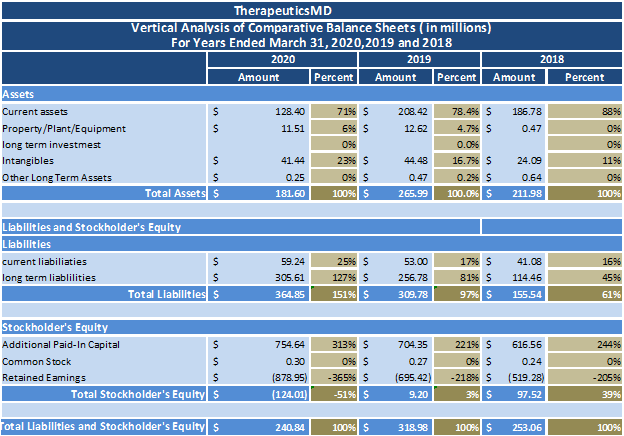 TherapeuticsMD
Vertical Analysis of Comparative Balance Sheets ( in millions)
For Years Ended March 31, 2020,2019 and 2018
2020 2019 2018
Amount Percent Amount Percent Amount Percent
Assets
Current assets $ 128.40 71% $ 208.42 78.4% $ 186.78 88%
Property/Plant/Equipment $ 11.51 6% $ 12.62 4.7% $ 0.47 0%
long term investmest 0% 0.0% 0%
Intangibles $ 41.44 23% $ 44.48 16.7% $ 24.09 11%
Other Long Term Assets $ 0.25 0% $ 0.47 0.2% $ 0.64 0%
Total Assets $ 181.60 100% $ 265.99 100.0% $ 211.98 100%
Liabilities and Stockholder's Equity
Liabilities
current liabiliaties $ 59.24 25% $ 53.00 17% $ 41.08 16%
long term liablilities $ 305.61 127% $ 256.78 81% $ 114.46 45%
Total Liabilities $ 364.85 151% $ 309.78 97% $ 155.54 61%
Stockholder's Equity
Additional Paid-In Capital $ 754.64 313% $ 704.35 221% $ 616.56 244%
Common Stock $ 0.30 0% $ 0.27 0% $ 0.24 0%
Retained Earnings $ (878.95) -365% $ (695.42) -218% $ (519.28) -205%
Total Stockholder's Equity $ (124.01) -51% $ 9.20 3% $ 97.52 39%
Total Liabilities and Stockholder's Equity $ 240.84 100% $ 318.98 100% $ 253.06 100%